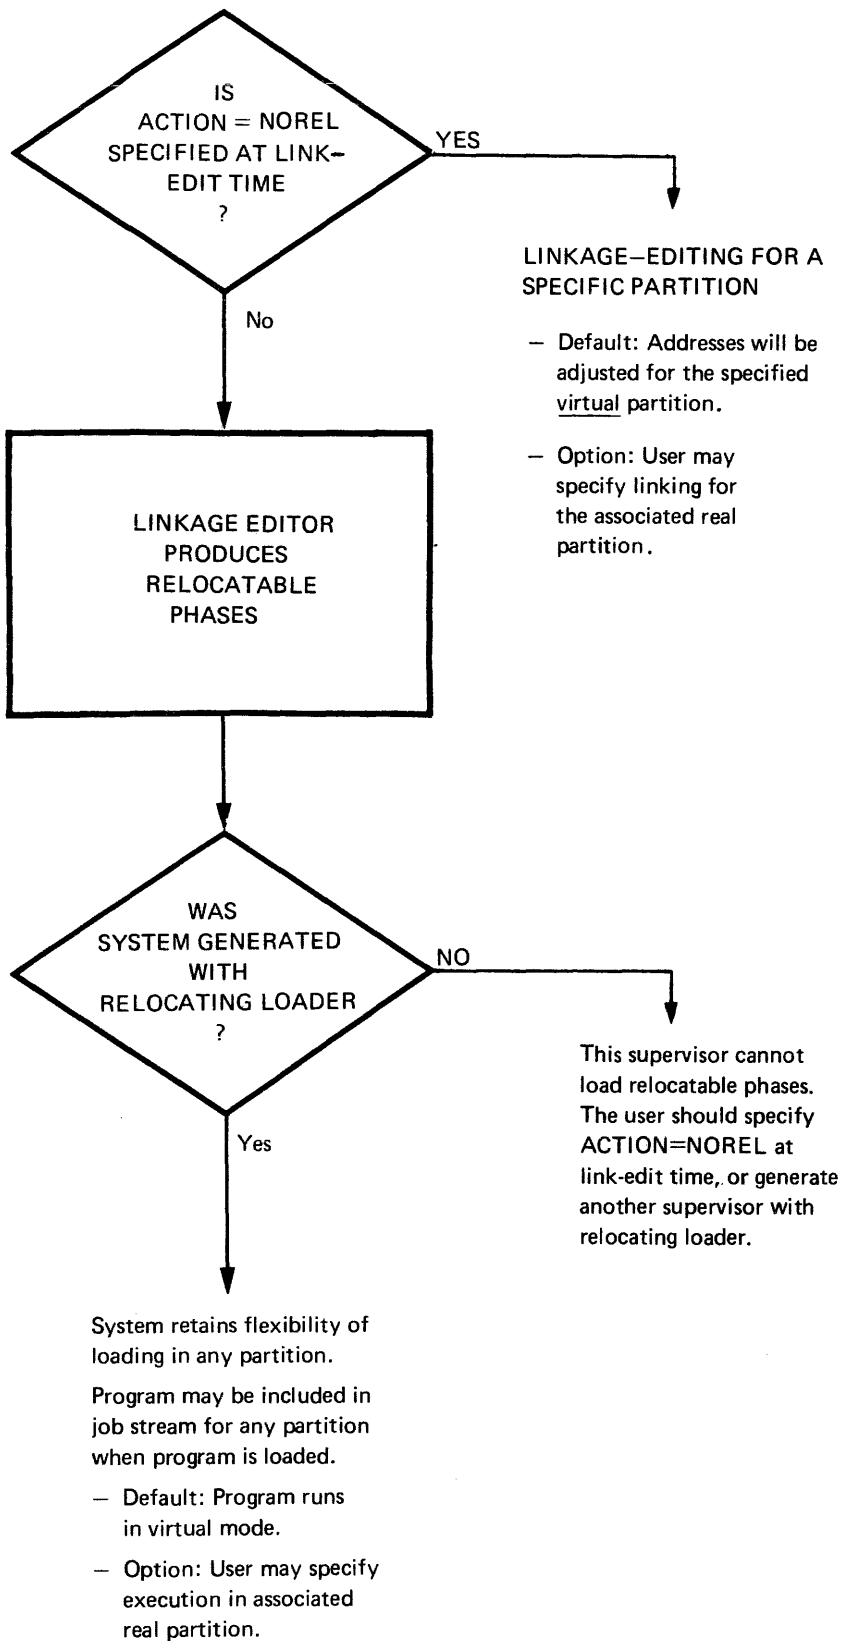 IS
ACTION = NOREL
SPECIFIED AT LINK–
EDIT TIME
?
YES
LINKAGE–EDITING FOR A
SPECIFIC PARTITION
– Default: Addresses will be
adjusted for the specified
virtual partition.
– Option: User may
specify linking for
the associated real
partition.
No
LINKAGE EDITOR
PRODUCES
RELOCATABLE
PHASES
WAS
SYSTEM GENERATED
WITH
RELOCATING LOADER
?
NO
This supervisor cannot
load relocatable phases.
The user should specify
ACTION=NOREL at
link-edit time, or generate
another supervisor with
relocating loader.
Yes
System retains flexibility of
loading in any partition.
Program may be included in
job stream for any partition
when program is loaded.
– Default: Program runs
in virtual mode.
– Option: User may specify
execution in associated
real partition.